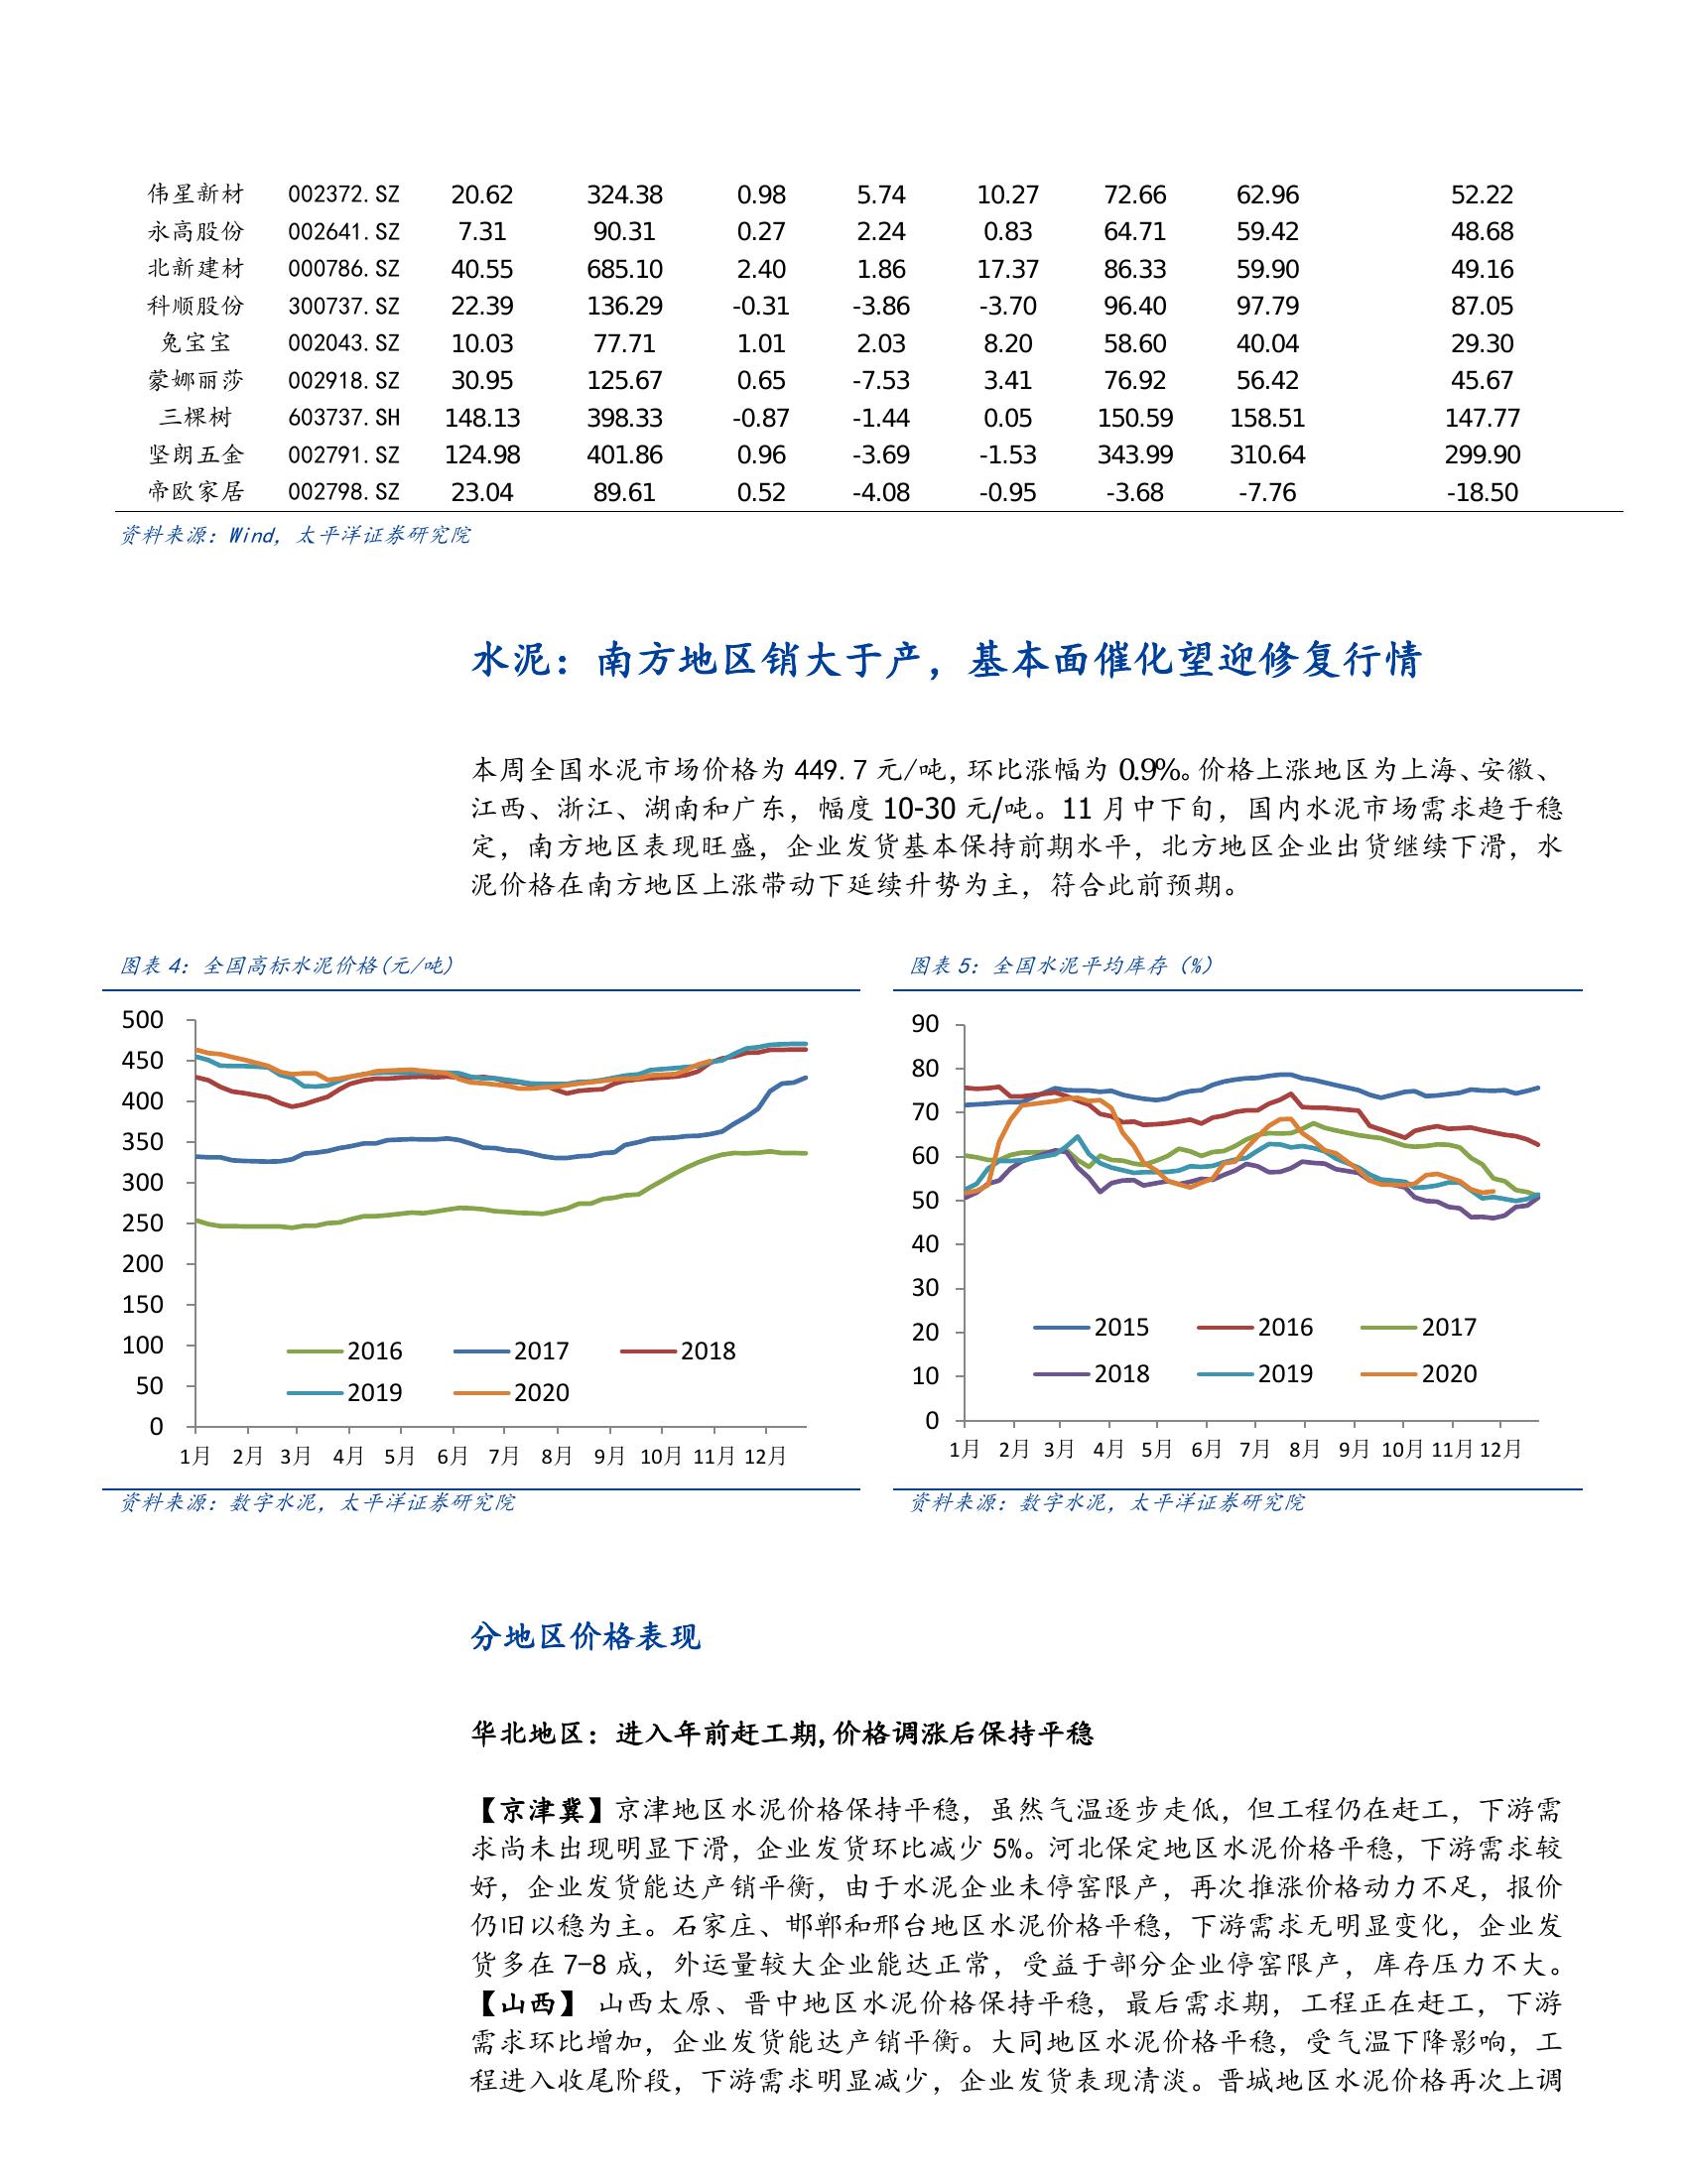 伟星新材 002372.SZ 20.62 324.38 0.98 5.74 10.27 72.66 62.96 52.22
永高股份 002641.SZ 7.31 90.31 0.27 2.24 0.83 64.71 59.42 48.68
北新建材 000786.SZ 40.55 685.10 2.40 1.86 17.37 86.33 59.90 49.16
科顺股份 300737.SZ 22.39 136.29 -0.31 -3.86 -3.70 96.40 97.79 87.05
兔宝宝 002043.SZ 10.03 77.71 1.01 2.03 8.20 58.60 40.04 29.30
蒙娜丽莎 002918.SZ 30.95 125.67 0.65 -7.53 3.41 76.92 56.42 45.67
三棵树 603737.SH 148.13 398.33 -0.87 -1.44 0.05 150.59 158.51 147.77
坚朗五金 002791.SZ 124.98 401.86 0.96 -3.69 -1.53 343.99 310.64 299.90
帝欧家居 002798.SZ 23.04 89.61 0.52 -4.08 -0.95 -3.68 -7.76 -18.50
资料来源：Wind，太平洋证券研究院
水泥：南方地区销大于产，基本面催化望迎修复行情
本周全国水泥市场价格为 449.7 元/吨，环比涨幅为 0.9%。价格上涨地区为上海、安徽、
江西、浙江、湖南和广东，幅度 10-30 元/吨。11 月中下旬，国内水泥市场需求趋于稳
定，南方地区表现旺盛，企业发货基本保持前期水平，北方地区企业出货继续下滑，水
泥价格在南方地区上涨带动下延续升势为主，符合此前预期。
图表 4：全国高标水泥价格(元/吨)
500
450
400
350
300
250
200
150
100
50
0
2016 2017 2018
2019 2020
1月 2月 3月 4月 5月 6月 7月 8月 9月 10月 11月 12月
资料来源：数字水泥，太平洋证券研究院
图表 5：全国水泥平均库存（%）
90
80
70
60
50
40
30
20
10
0
2015 2016 2017
2018 2019 2020
1月 2月 3月 4月 5月 6月 7月 8月 9月 10月 11月 12月
资料来源：数字水泥，太平洋证券研究院
分地区价格表现
华北地区：进入年前赶工期,价格调涨后保持平稳
【京津冀】京津地区水泥价格保持平稳，虽然气温逐步走低，但工程仍在赶工，下游需
求尚未出现明显下滑，企业发货环比减少 5%。河北保定地区水泥价格平稳，下游需求较
好，企业发货能达产销平衡，由于水泥企业未停窑限产，再次推涨价格动力不足，报价
仍旧以稳为主。石家庄、邯郸和邢台地区水泥价格平稳，下游需求无明显变化，企业发
货多在 7-8 成，外运量较大企业能达正常，受益于部分企业停窑限产，库存压力不大。
【山西】 山西太原、晋中地区水泥价格保持平稳，最后需求期，工程正在赶工，下游
需求环比增加，企业发货能达产销平衡。大同地区水泥价格平稳，受气温下降影响，工
程进入收尾阶段，下游需求明显减少，企业发货表现清淡。晋城地区水泥价格再次上调